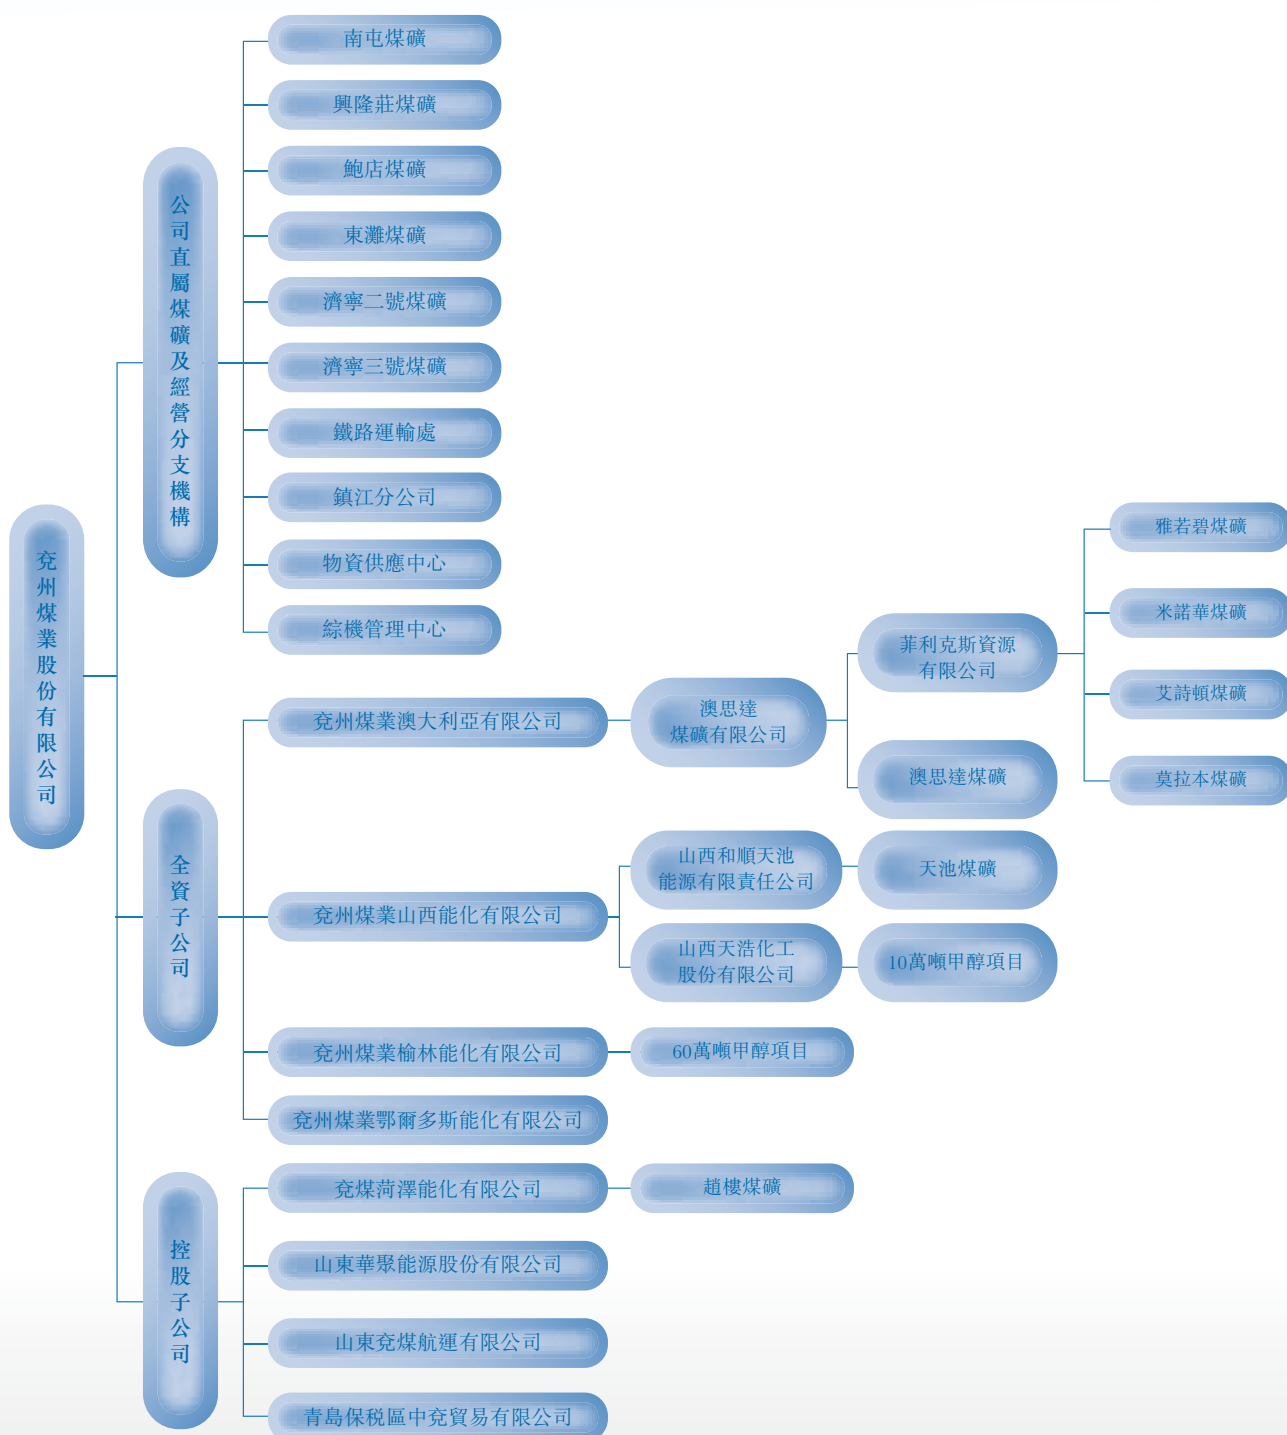 兗州煤業股份有限公司
公司直屬煤礦及經營分支機構
南屯煤礦
興隆莊煤礦
鮑店煤礦
東灘煤礦
濟寧二號煤礦
濟寧三號煤礦
鐵路運輸處
鎮江分公司
物資供應中心
綜機管理中心
全資子公司
兗州煤業澳大利亞有限公司
澳思達
煤礦有限公司
菲利克斯資源
有限公司
雅若碧煤礦
米諾華煤礦
艾詩頓煤礦
莫拉本煤礦
澳思達煤礦
兗州煤業山西能化有限公司
山西和順天池
能源有限責任公司
天池煤礦
山西天浩化工
股份有限公司
10萬噸甲醇項目
兗州煤業榆林能化有限公司
60萬噸甲醇項目
兗州煤業鄂爾多斯能化有限公司
控股子公司
兗煤菏澤能化有限公司
趙樓煤礦
山東華聚能源股份有限公司
山東兗煤航運有限公司
青島保税區中兗貿易有限公司